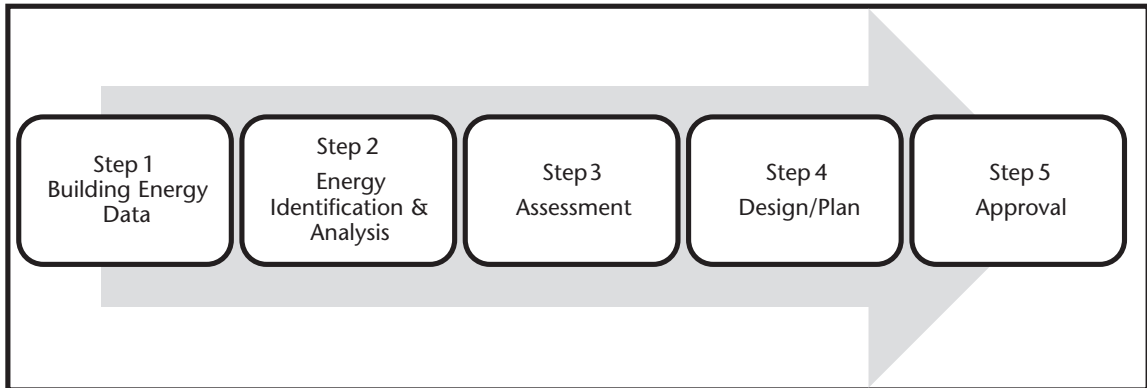 Step 1
Building Energy
Data
Step 2
Energy
Identification &
Analysis
Step 3
Assessment
Step 4
Design/Plan
Step 5
Approval